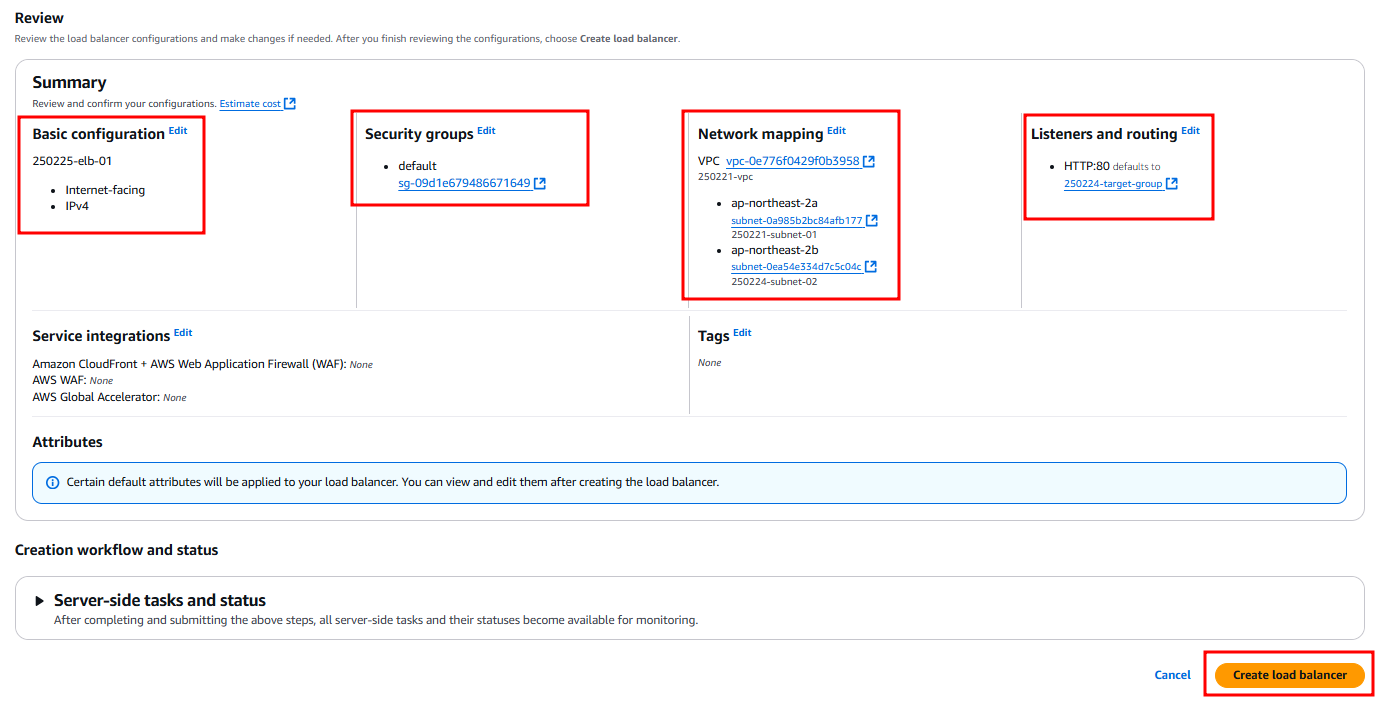 Review
Review the load balancer configurations and make changes if needed. After you finish reviewing the configurations, choose Create load balancer.
Summary
Review and confirm your configurations. Estimate cost
Basic configuration Edit
250225-elb-01
Internet-facing
IPv4
Security groups Edit
default
sg-09d1e679486671649
Network mapping Edit
VPC vpc-0e776f0429f0b3958
250221-vpc
ap-northeast-2a
subnet-0a985b2bc84afb177
250221-subnet-01
ap-northeast-2b
subnet-0ea54e334d7c5c04c
250224-subnet-02
Listeners and routing Edit
HTTP:80 defaults to
250224-target-group
Service integrations Edit
Amazon CloudFront + AWS Web Application Firewall (WAF): None
AWS WAF: None
AWS Global Accelerator: None
Tags Edit
None
Attributes
Certain default attributes will be applied to your load balancer. You can view and edit them after creating the load balancer.
Creation workflow and status
Server-side tasks and status
After completing and submitting the above steps, all server-side tasks and their statuses become available for monitoring.
Cancel
Create load balancer